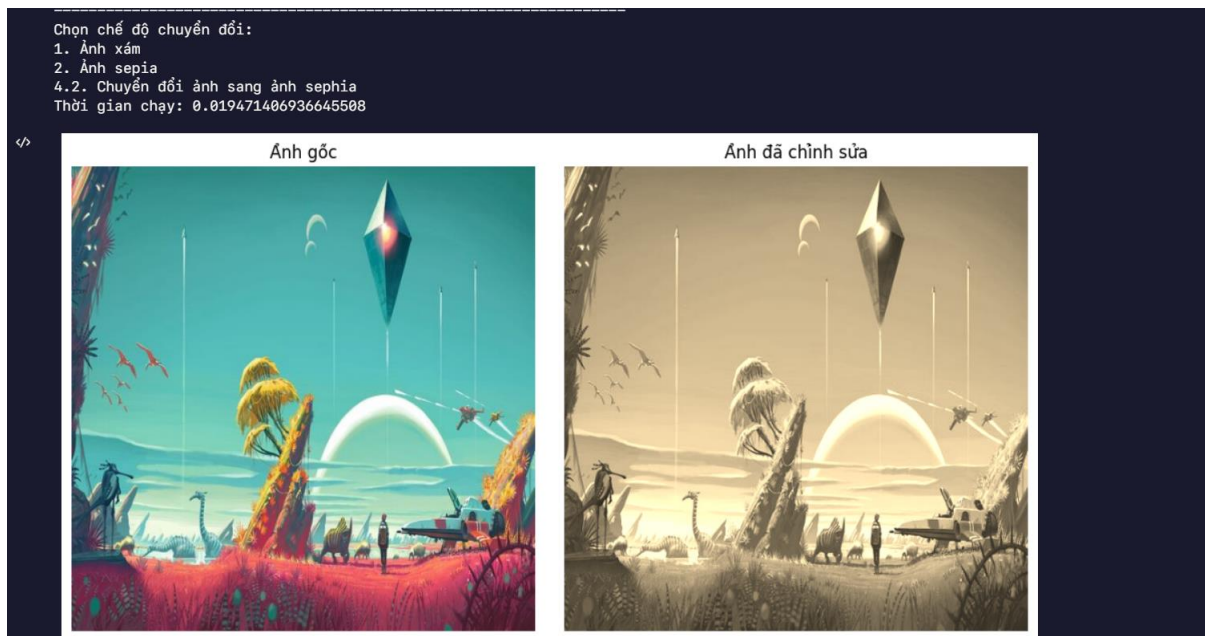 Chọn chế độ chuyển đổi:
1. Ảnh xám
2. Ảnh sepia
4.2. Chuyển đổi ảnh sang ảnh sephia
Thời gian chạy: 0.019471406936645508
</>
Ảnh gốc
Ảnh đã chỉnh sửa